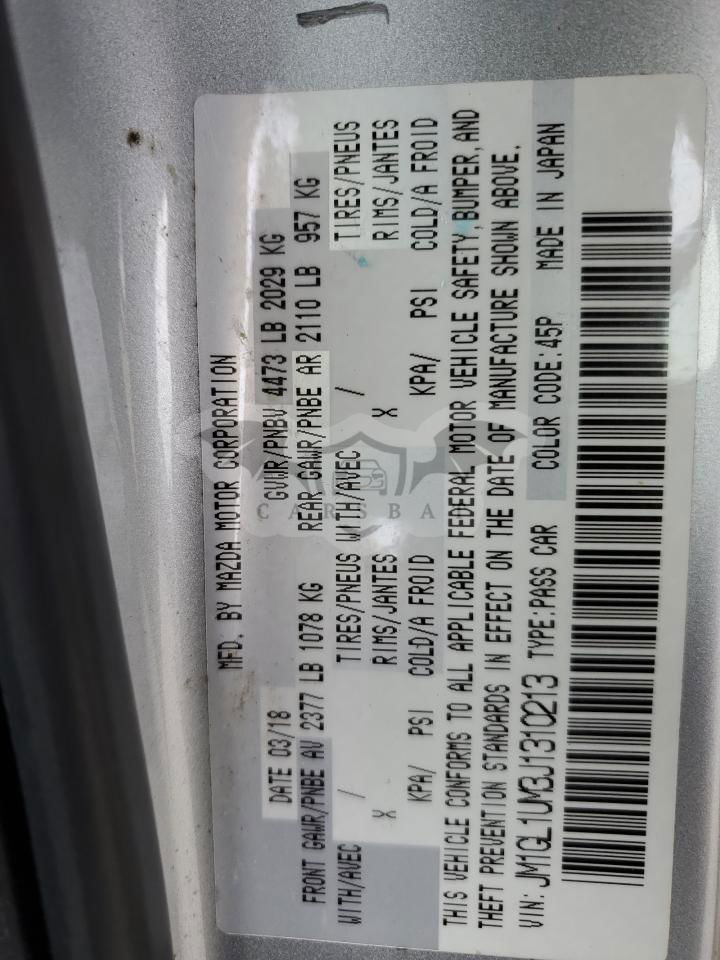 MFD. BY MAZDA MOTOR CORPORATION
DATE 03/18 GVWR/PNBV 4473 LB 2029 KG
FRONT GAWR/PNBE AV 2377 LB 1078 KG REAR GAWR/PNBE AR 2110 LB 957 KG
WITH/AVEC / TIRES/PNEUS WITH/AVEC / TIRES/PNEUS
X RIMS/JANTES X RIMS/JANTES
KPA/ PSI COLD/A FROID KPA/ PSI COLD/A FROID
THIS VEHICLE CONFORMS TO ALL APPLICABLE FEDERAL MOTOR VEHICLE SAFETY, BUMPER, AND
THEFT PREVENTION STANDARDS IN EFFECT ON THE DATE OF MANUFACTURE SHOWN ABOVE.
VIN: JM1GL1UM3J1310213 TYPE:PASS CAR COLOR CODE:45P MADE IN JAPAN
CARSBA